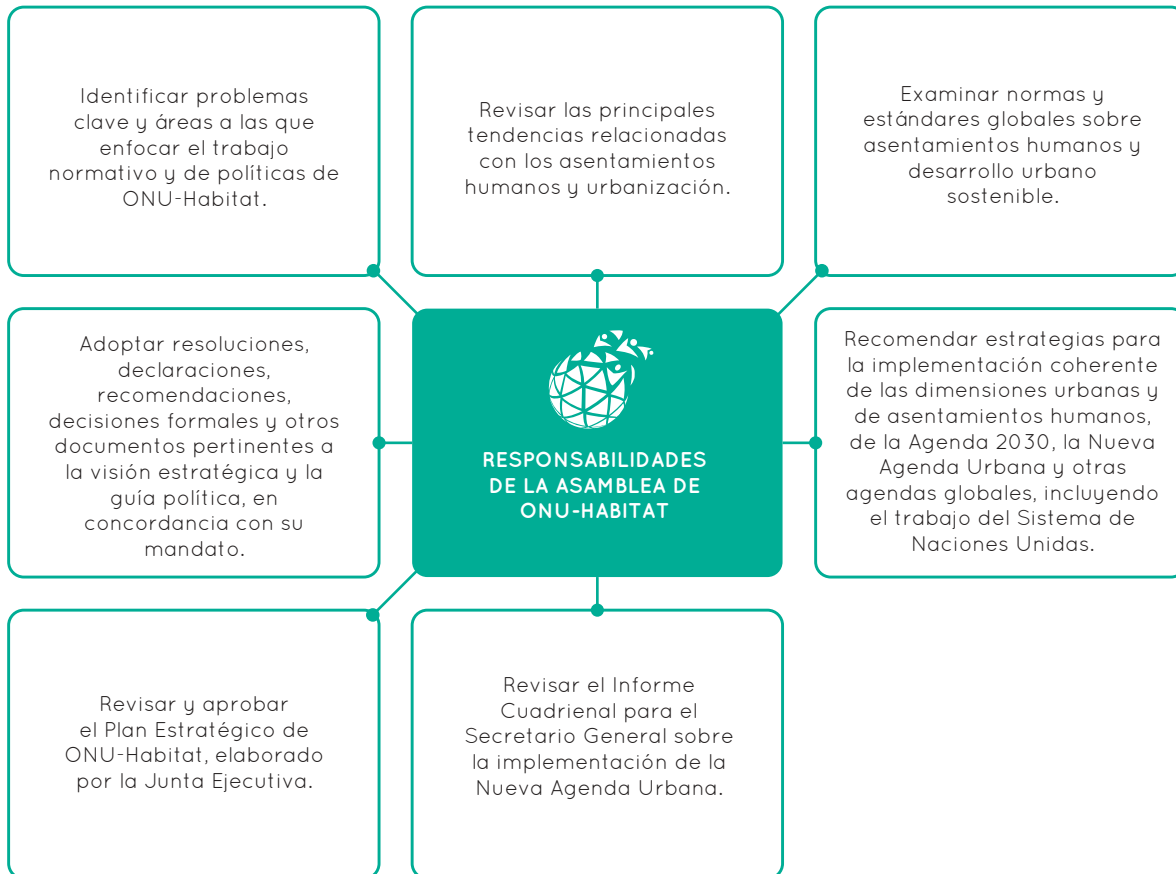 Identificar problemas
clave y áreas a las que
enfocar el trabajo
normativo y de políticas de
ONU-Habitat.
Revisar las principales
tendencias relacionadas
con los asentamientos
humanos y urbanización.
Examinar normas y
estándares globales sobre
asentamientos humanos y
desarrollo urbano
sostenible.
Adoptar resoluciones,
declaraciones,
recomendaciones,
decisiones formales y otros
documentos pertinentes a
la visión estratégica y la
guía política, en
concordancia con su
mandato.
RESPONSABILIDADES
DE LA ASAMBLEA DE
ONU-HABITAT
Recomendar estrategias para
la implementación coherente
de las dimensiones urbanas y
de asentamientos humanos,
de la Agenda 2030, la Nueva
Agenda Urbana y otras
agendas globales, incluyendo
el trabajo del Sistema de
Naciones Unidas.
Revisar y aprobar
el Plan Estratégico de
ONU-Habitat, elaborado
por la Junta Ejecutiva.
Revisar el Informe
Cuadrienal para el
Secretario General sobre
la implementación de la
Nueva Agenda Urbana.